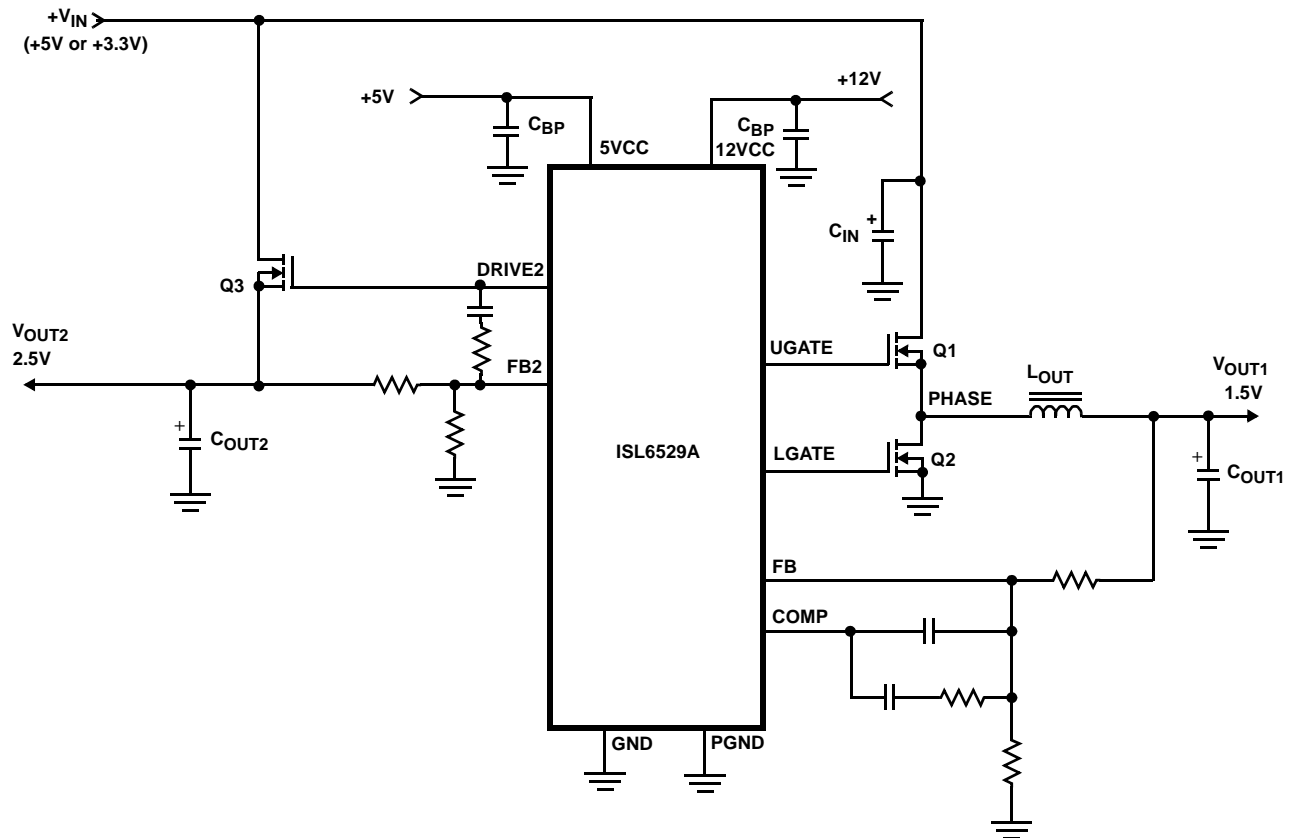 +VIN
(+5V or +3.3V)
+5V
+12V
CBP
CBP
5VCC
12VCC
CIN
DRIVE2
Q3
VOUT2
2.5V
FB2
UGATE
Q1
LOUT
VOUT1
1.5V
PHASE
COUT2
ISL6529A
LGATE
Q2
COUT1
FB
COMP
GND
PGND